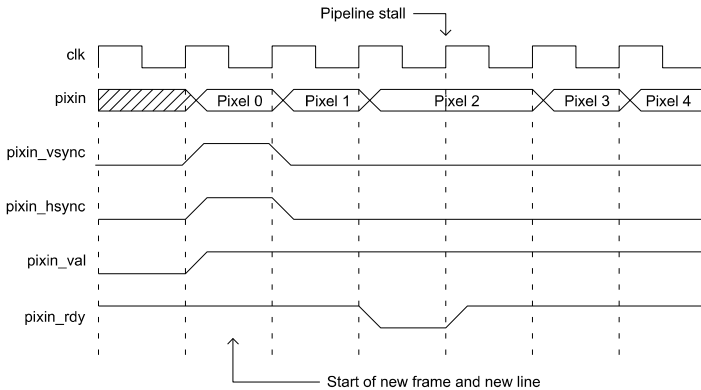 Pipeline stall
clk
pixin
Pixel 0
Pixel 1
Pixel 2
Pixel 3
Pixel 4
pixin_vsync
pixin_hsync
pixin_val
pixin_rdy
Start of new frame and new line